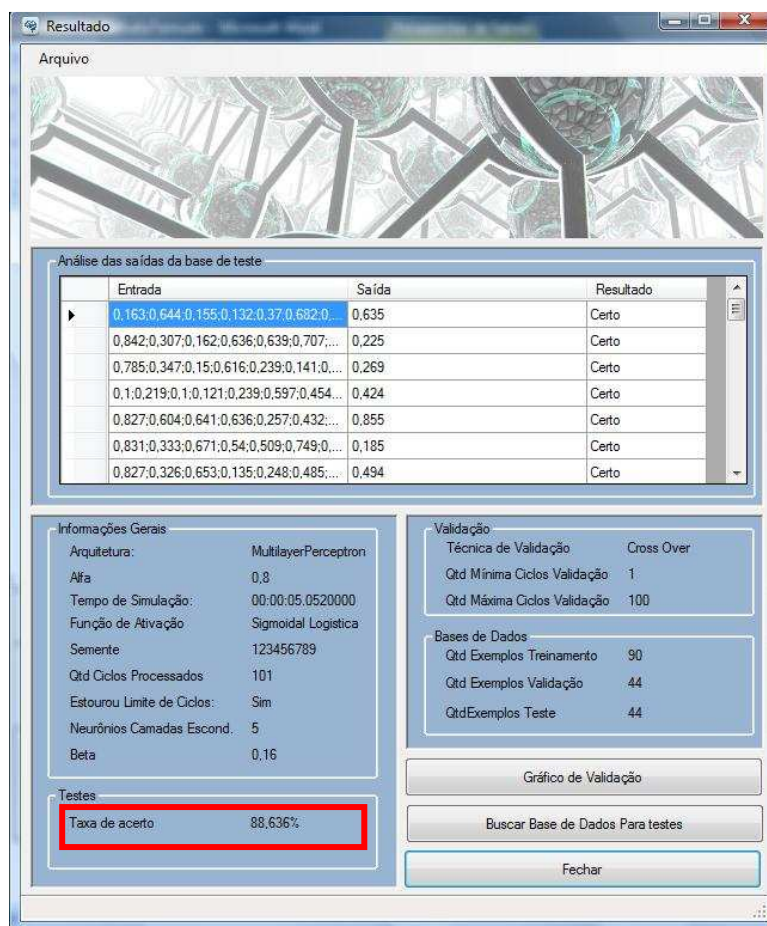 Resultado
Arquivo
Análise das saídas da base de teste
Entrada Saída Resultado
0,163;0,644;0,155;0,132;0,37;0,682;0,... 0,635 Certo
0,842;0,307;0,162;0,636;0,639;0,707;... 0,225 Certo
0,785;0,347;0,15;0,616;0,239;0,141;0,... 0,269 Certo
0,1;0,219;0,1;0,121;0,239;0,597;0,454... 0,424 Certo
0,827;0,604;0,641;0,636;0,257;0,432;... 0,855 Certo
0,831;0,333;0,671;0,54;0,509;0,749;0,... 0,185 Certo
0,827;0,326;0,653;0,135;0,248;0,485;... 0,494 Certo
Informações Gerais
Arquitetura: MultilayerPerceptron
Alfa 0,8
Tempo de Simulação: 00:00:05.0520000
Função de Ativação Sigmoidal Logistica
Semente 123456789
Qtd Ciclos Processados 101
Estourou Limite de Ciclos: Sim
Neurônios Camadas Escond. 5
Beta 0,16
Testes
Taxa de acerto 88,636%
Validação
Técnica de Validação Cross Over
Qtd Mínima Ciclos Validação 1
Qtd Máxima Ciclos Validação 100
Bases de Dados
Qtd Exemplos Treinamento 90
Qtd Exemplos Validação 44
QtdExemplos Teste 44
Gráfico de Validação
Buscar Base de Dados Para testes
Fechar